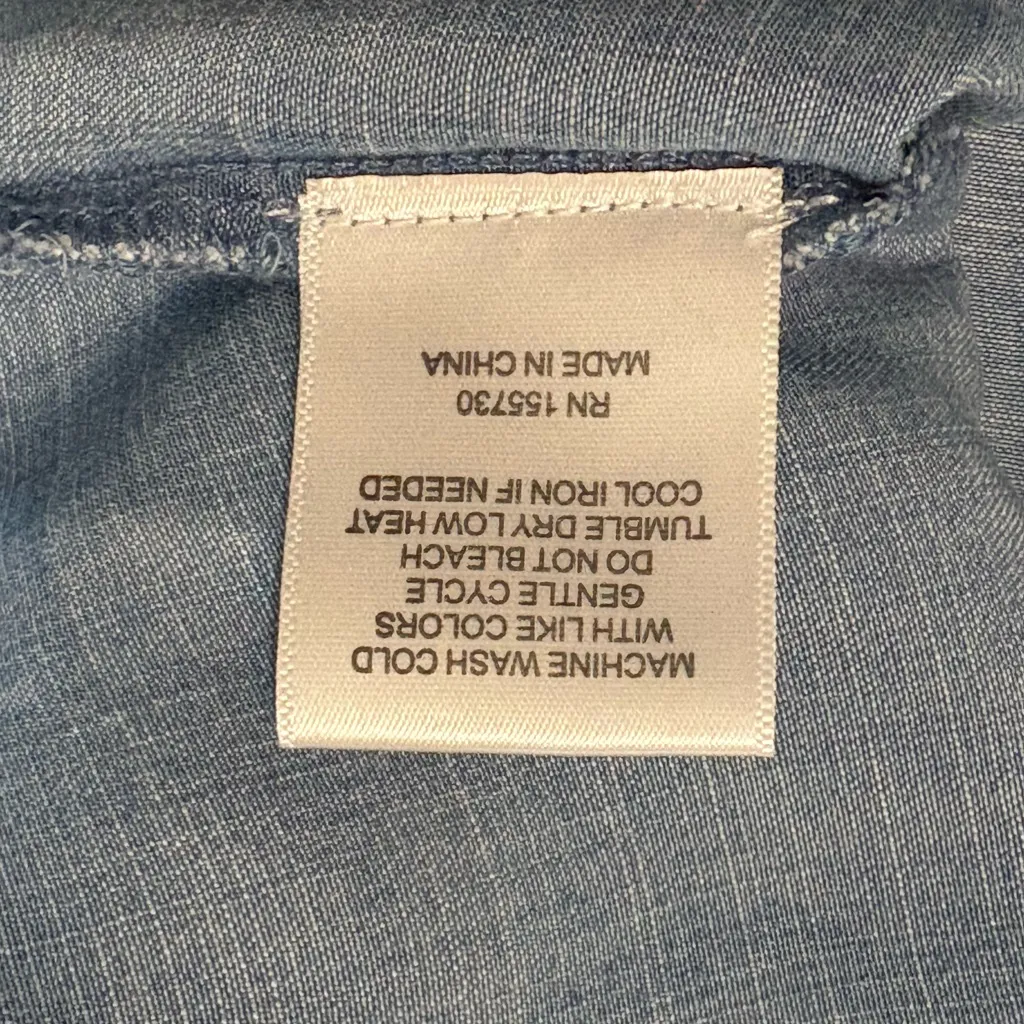 MACHINE WASH COLD
WITH LIKE COLORS
GENTLE CYCLE
DO NOT BLEACH
TUMBLE DRY LOW HEAT
COOL IRON IF NEEDED
RN 155730
MADE IN CHINA